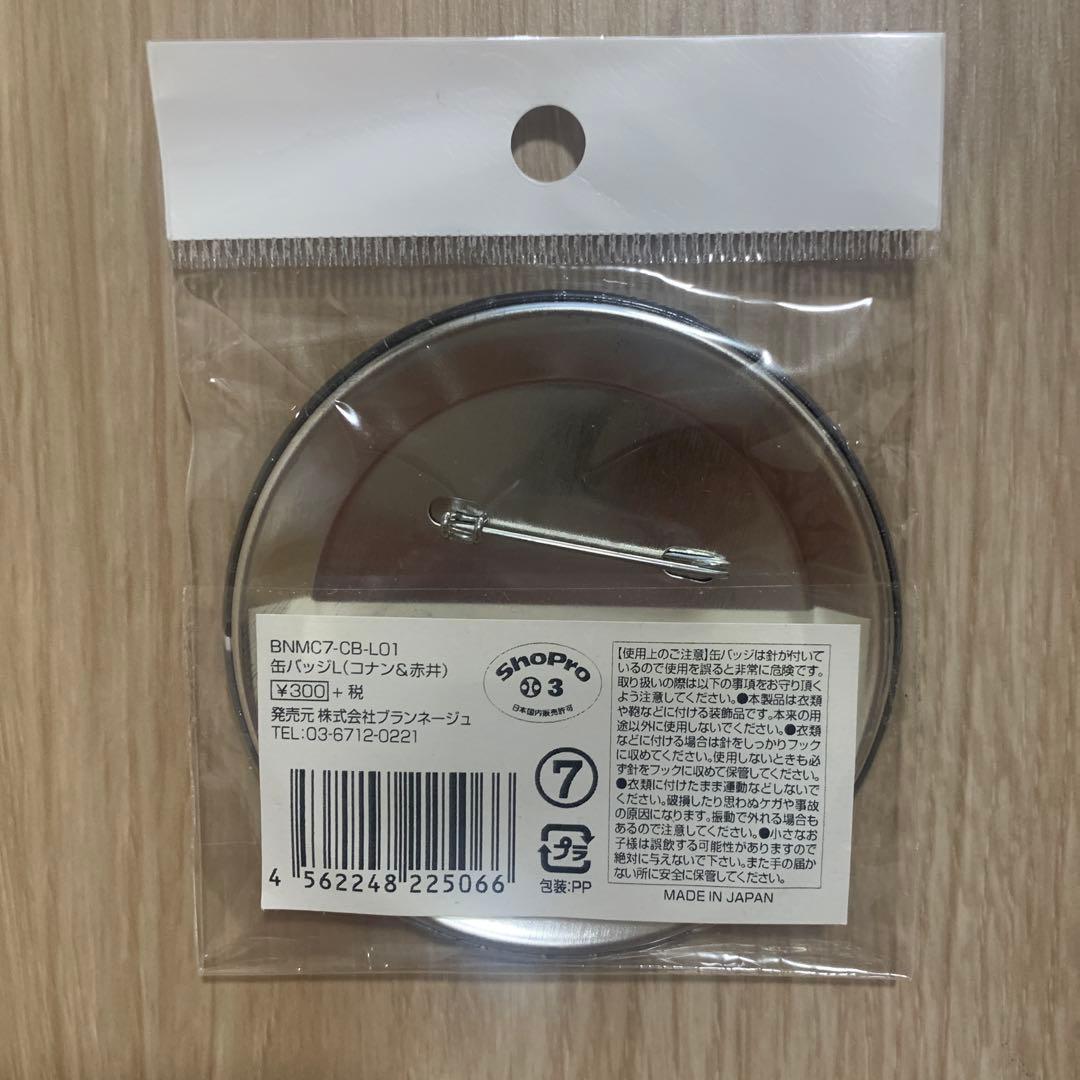 BNMC7-CB-L01
缶バッジL(コナン&赤井)
¥300 + 税
発売元 株式会社ブランネージュ
TEL:03-6712-0221
4 562248 225066
ShoPro
3
日本国内販売許可
7
プラ
包装:PP
【使用上のご注意】缶バッジは針が付いて
いるので使用を誤ると非常に危険です。
取り扱いの際は以下の事項をお守り頂く
よう注意してください。●本製品は衣類
や鞄などに付ける装飾品です。本来の用
途以外に使用しないでください。●衣類
などに付ける場合は針をしっかりフック
に収めてください。使用しないときも必
ず針をフックに収めて保管してください。
●衣類に付けたまま運動などしないで
ください。破損したり思わぬケガや事故
の原因になります。振動で外れる場合も
あるので注意してください。●小さなお
子様は誤飲する可能性がありますので
絶対に与えないで下さい。また手の届か
ない所に安全に保管してください。
MADE IN JAPAN